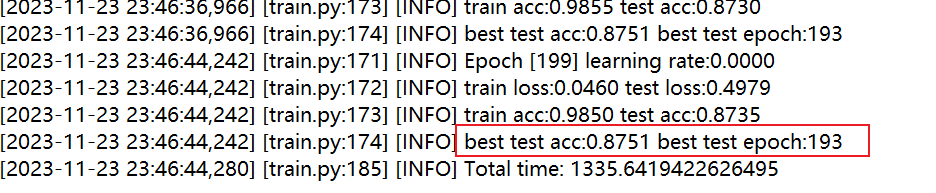 [2023-11-23 23:46:36,966] [train.py:173] [INFO] train acc:0.9855 test acc:0.8730
[2023-11-23 23:46:36,966] [train.py:174] [INFO] best test acc:0.8751 best test epoch:193
[2023-11-23 23:46:44,242] [train.py:171] [INFO] Epoch [199] learning rate:0.0000
[2023-11-23 23:46:44,242] [train.py:172] [INFO] train loss:0.0460 test loss:0.4979
[2023-11-23 23:46:44,242] [train.py:173] [INFO] train acc:0.9850 test acc:0.8735
[2023-11-23 23:46:44,242] [train.py:174] [INFO] best test acc:0.8751 best test epoch:193
[2023-11-23 23:46:44,280] [train.py:185] [INFO] Total time: 1335.6419422626495